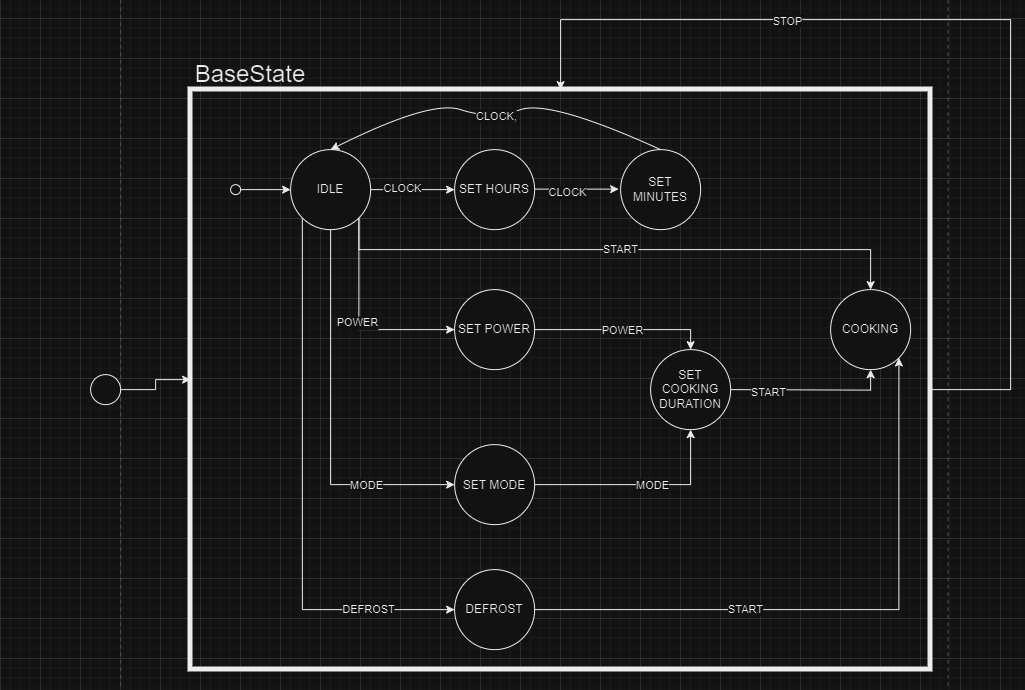 STOP
BaseState
CLOCK,
IDLE
CLOCK
SET HOURS
CLOCK
SET
MINUTES
START
POWER
SET POWER
POWER
COOKING
SET
COOKING
DURATION
START
MODE
SET MODE
MODE
DEFROST
DEFROST
START